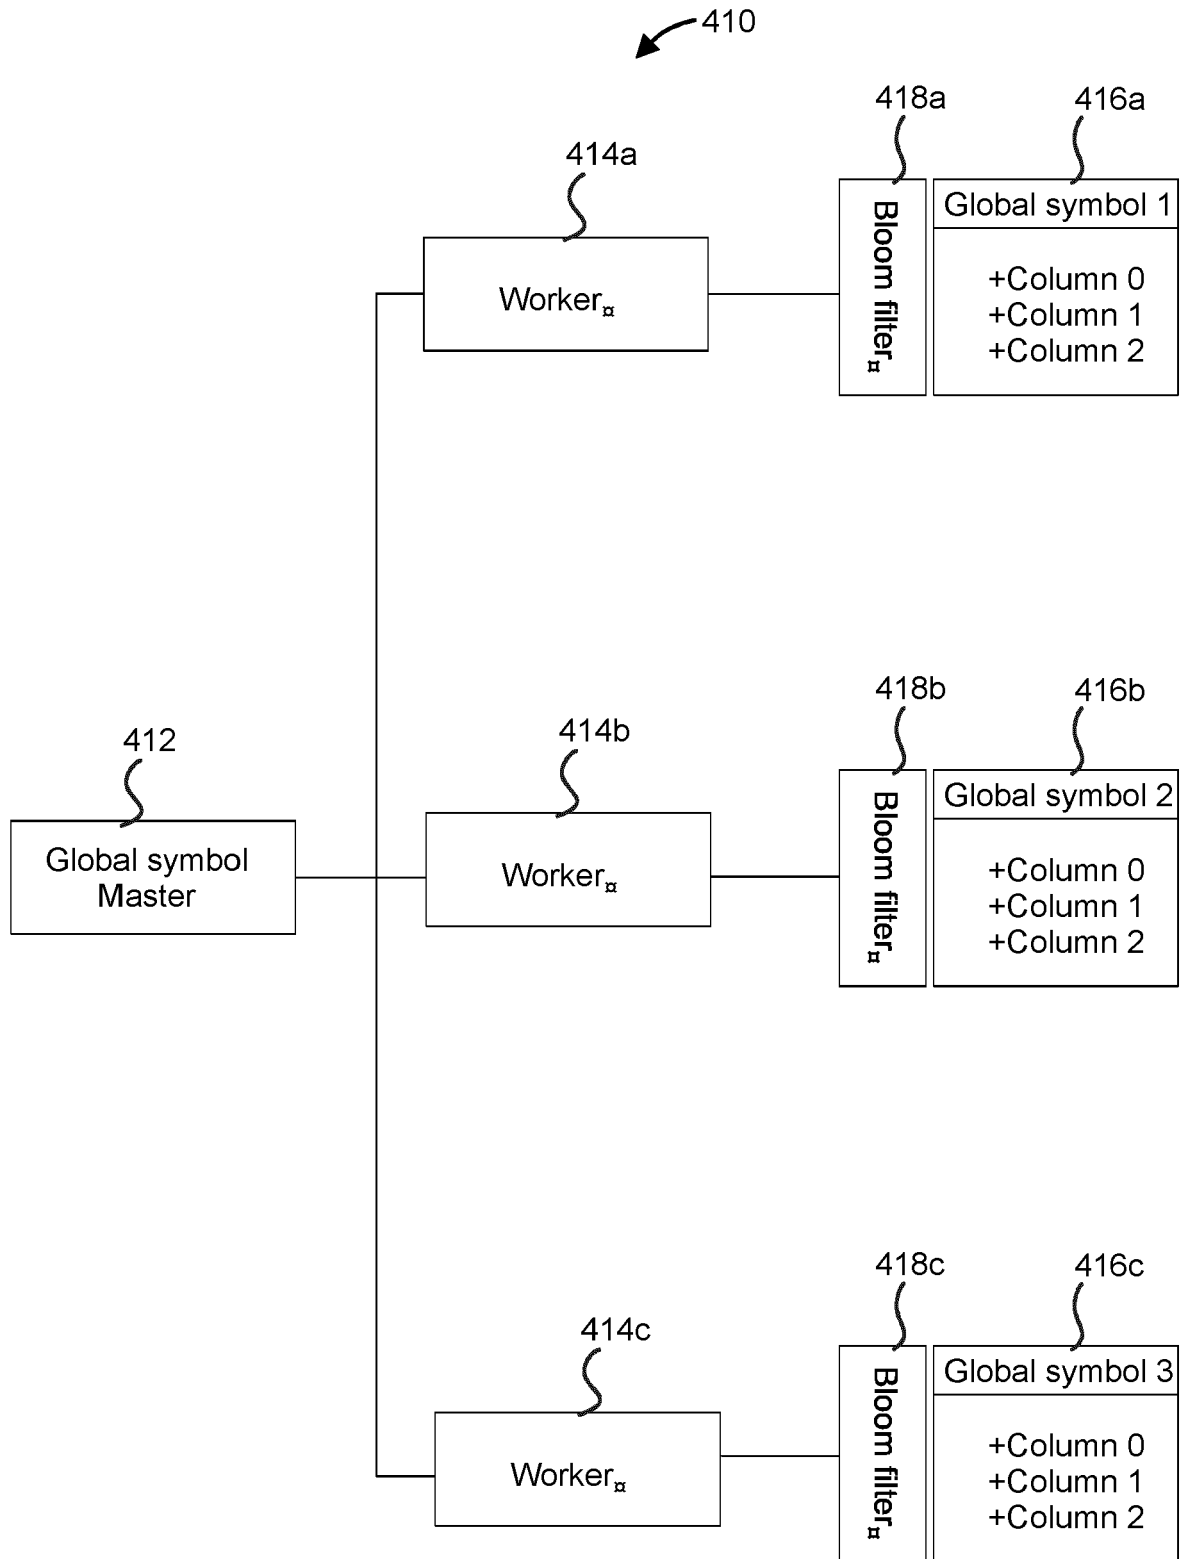 410
418a
416a
414a
Global symbol 1
Bloom filter¤
+Column 0
+Column 1
+Column 2
Worker¤
418b
416b
412
414b
Global symbol 2
Bloom filter¤
Global symbol
Master
Worker¤
+Column 0
+Column 1
+Column 2
418c
416c
414c
Global symbol 3
Bloom filter¤
Worker¤
+Column 0
+Column 1
+Column 2